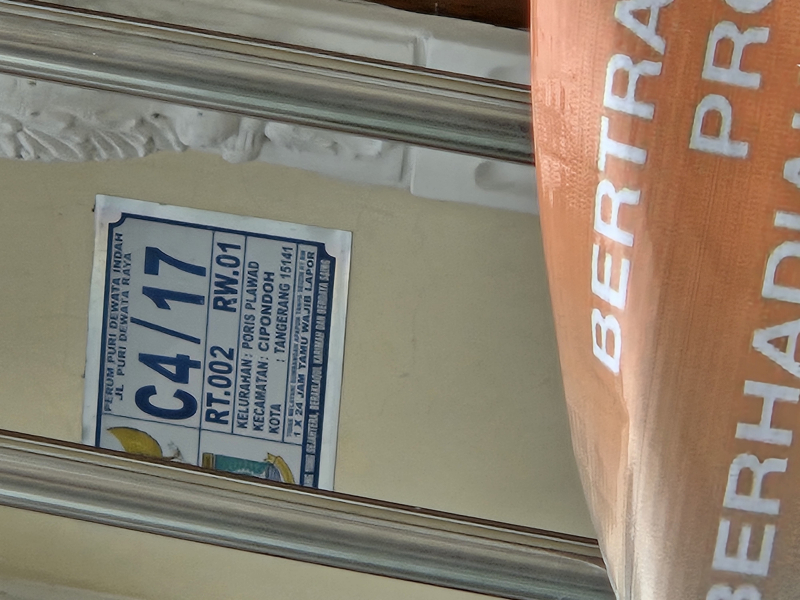 PERUM PURI DEWATA INDAH
JL PURI DEWATA RAYA
C4/17
RT.002 RW.01
KELURAHAN : PORIS PLAWAD
KECAMATAN : CIPONDOH
KOTA : TANGERANG 15141
1 X 24 JAM TAMU WAJIB LAPOR
BERTRA
PRO
BERHADIA